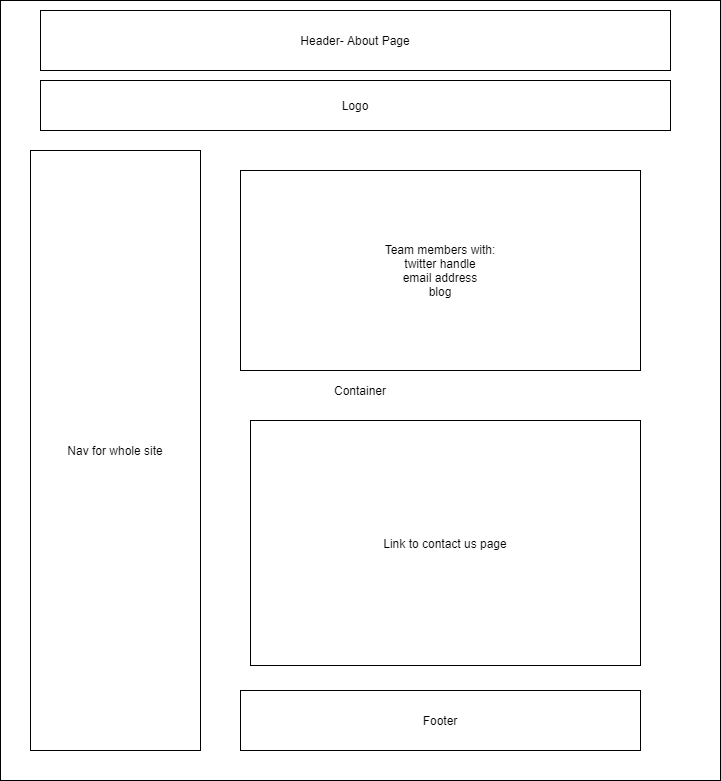 Header- About Page
Logo
Team members with:
twitter handle
email address
blog
Container
Nav for whole site
Link to contact us page
Footer